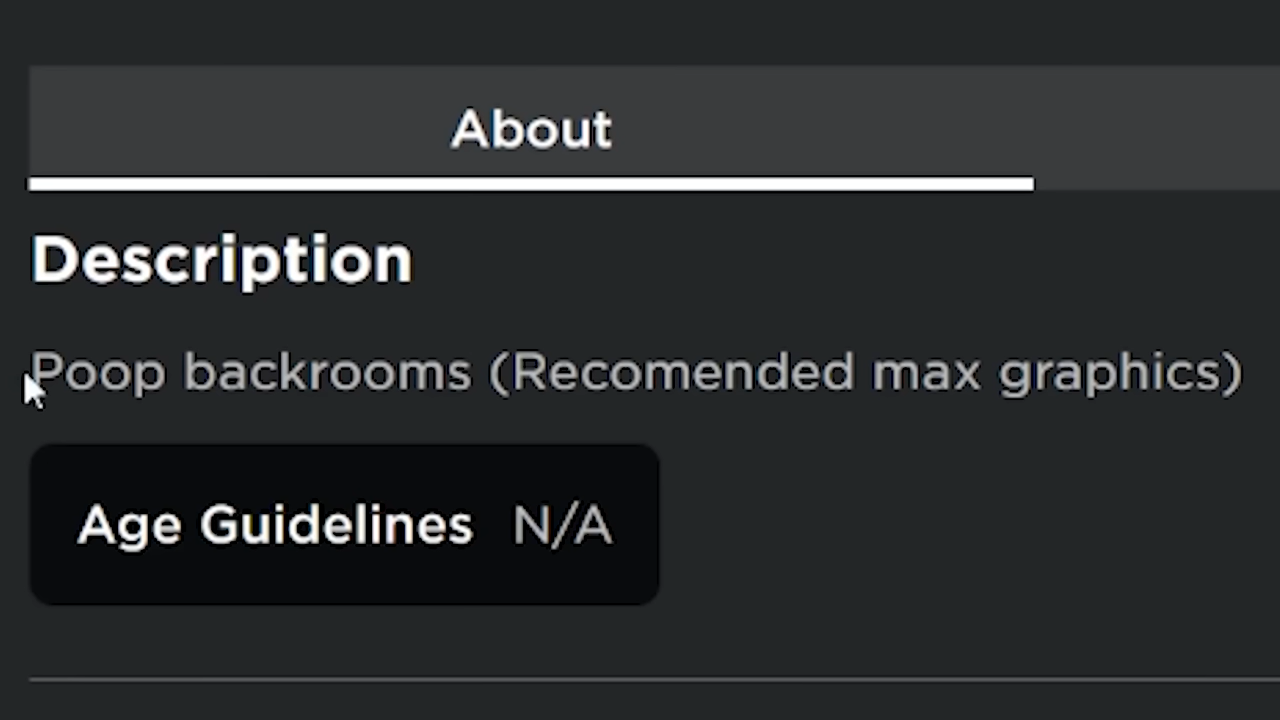 About
Description
Poop backrooms (Recomended max graphics)
Age Guidelines N/A